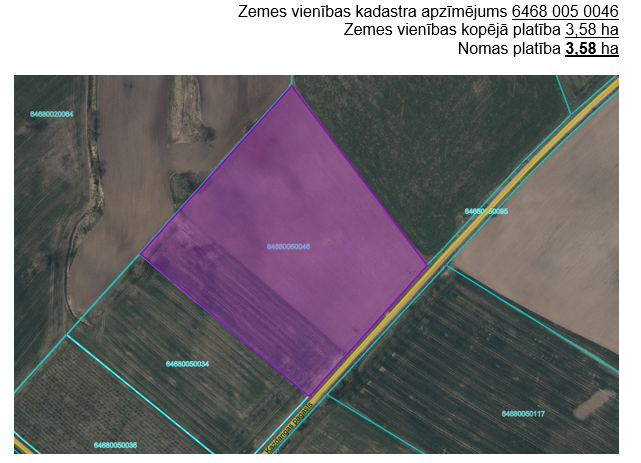 Zemes vienības kadastra apzīmējums 6468 005 0046
Zemes vienības kopējā platība 3,58 ha
Nomas platība 3,58 ha
64680020064
64680050095
64680050046
64680050034
64680050117
64680050036